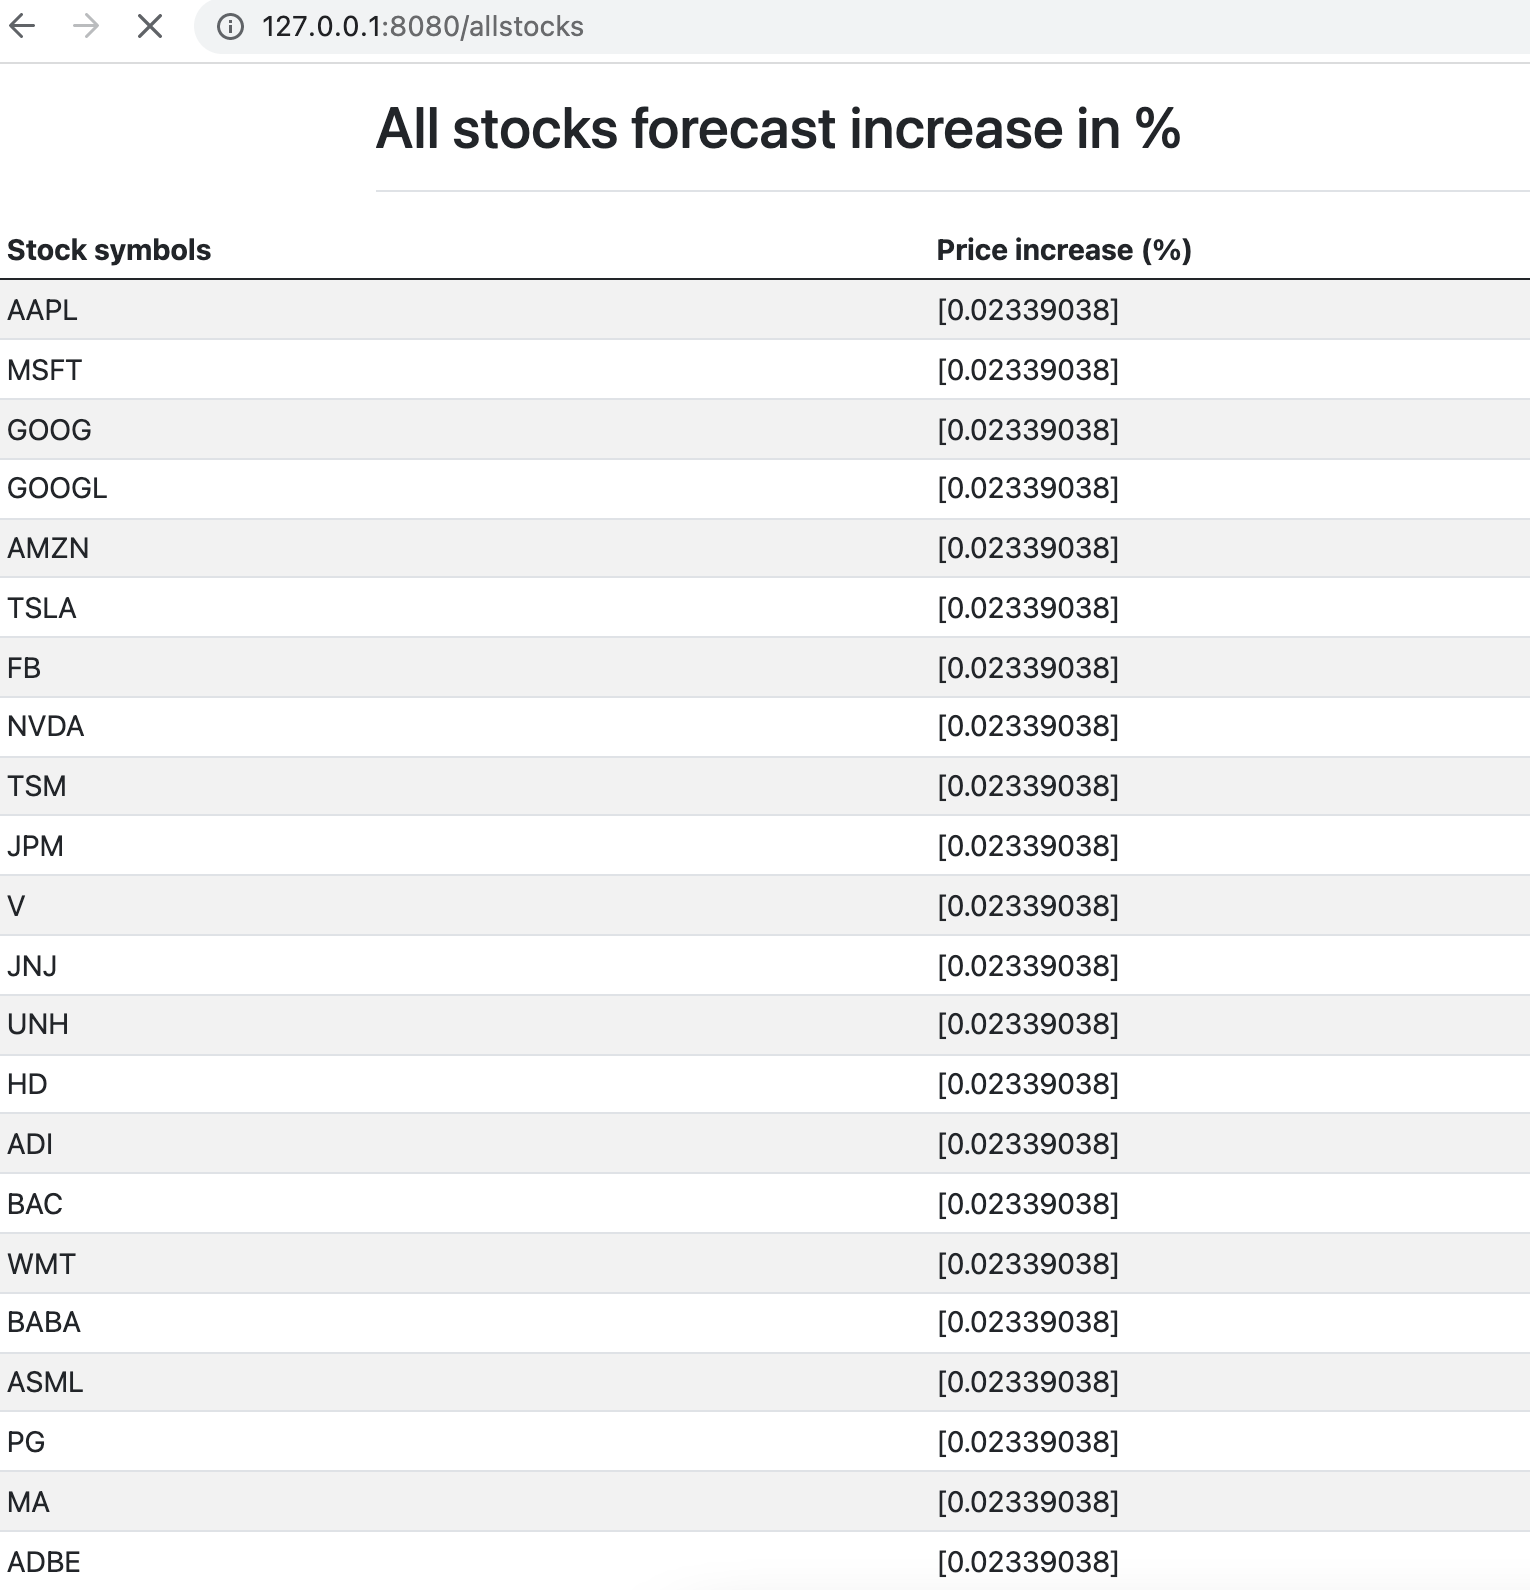 127.0.0.1:8080/allstocks
All stocks forecast increase in %
Stock symbols Price increase (%)
AAPL [0.02339038]
MSFT [0.02339038]
GOOG [0.02339038]
GOOGL [0.02339038]
AMZN [0.02339038]
TSLA [0.02339038]
FB [0.02339038]
NVDA [0.02339038]
TSM [0.02339038]
JPM [0.02339038]
V [0.02339038]
JNJ [0.02339038]
UNH [0.02339038]
HD [0.02339038]
ADI [0.02339038]
BAC [0.02339038]
WMT [0.02339038]
BABA [0.02339038]
ASML [0.02339038]
PG [0.02339038]
MA [0.02339038]
ADBE [0.02339038]